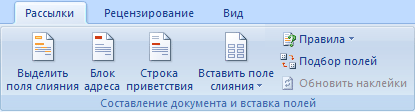 Рассылки Рецензирование Вид
Выделить поля слияния
Блок адреса
Строка приветствия
Вставить поле слияния
Правила
Подбор полей
Обновить наклейки
Составление документа и вставка полей